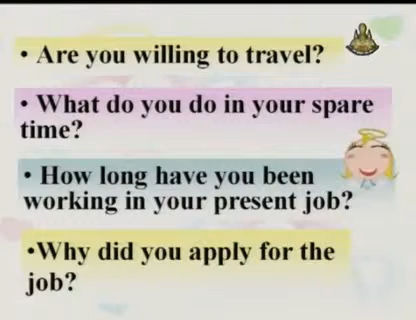 • Are you willing to travel?
• What do you do in your spare
time?
• How long have you been
working in your present job?
•Why did you apply for the
job?